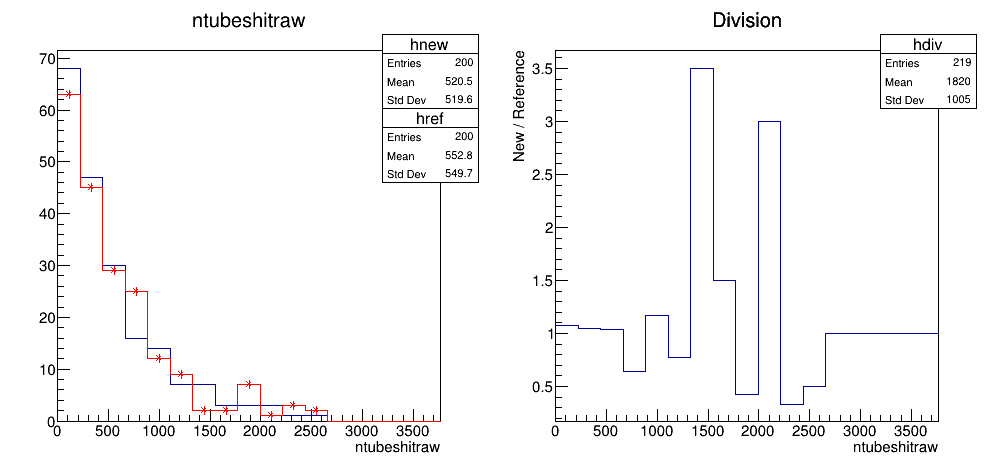 ntubeshitraw
hnew
Entries 200
Mean 520.5
Std Dev 519.6
href
Entries 200
Mean 552.8
Std Dev 549.7
70
60
50
40
30
20
10
0
0 500 1000 1500 2000 2500 3000 3500
ntubeshitraw
Division
hdiv
Entries 219
Mean 1820
Std Dev 1005
New / Reference
3.5
3
2.5
2
1.5
1
0.5
0 500 1000 1500 2000 2500 3000 3500
ntubeshitraw